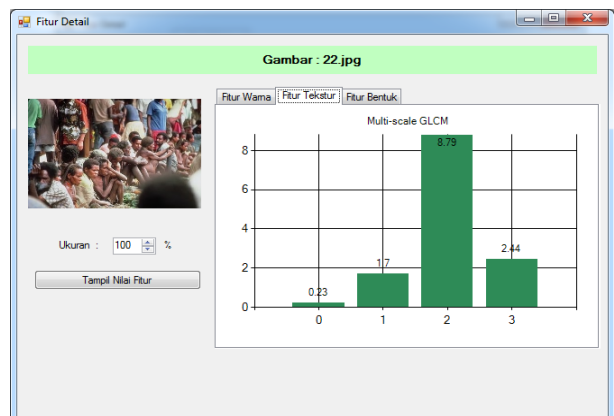 Fitur Detail
Gambar : 22.jpg
Fitur Warna Fitur Tekstur Fitur Bentuk
Multi-scale GLCM
8
8.79
6
4
2
2.44
1.7
0.23
0
0 1 2 3
Ukuran : 100 %
Tampil Nilai Fitur